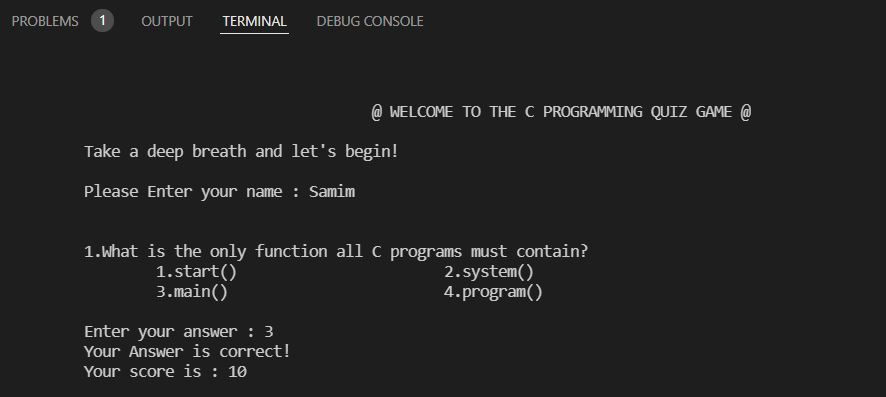 PROBLEMS 1 OUTPUT TERMINAL DEBUG CONSOLE
@ WELCOME TO THE C PROGRAMMING QUIZ GAME @
Take a deep breath and let's begin!
Please Enter your name : Samim
1.What is the only function all C programs must contain?
1.start() 2.system()
3.main() 4.program()
Enter your answer : 3
Your Answer is correct!
Your score is : 10